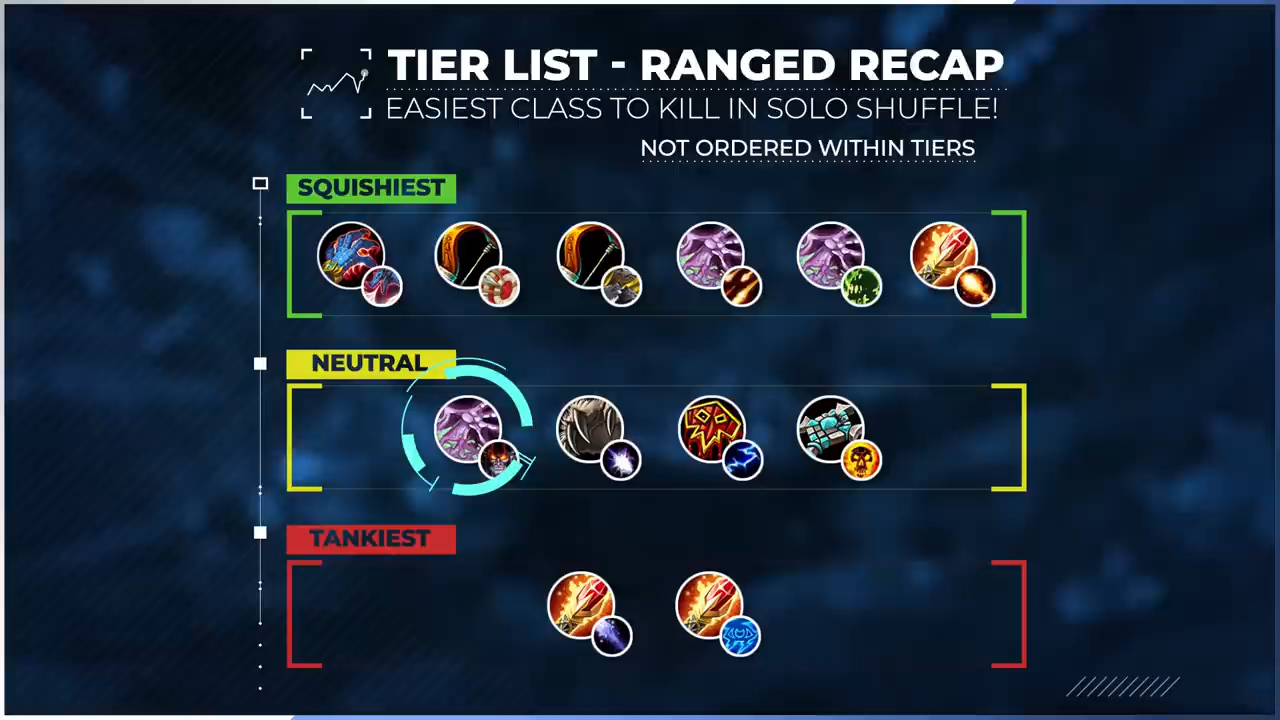 TIER LIST - RANGED RECAP
EASIEST CLASS TO KILL IN SOLO SHUFFLE!
NOT ORDERED WITHIN TIERS
SQUISHIEST
NEUTRAL
TANKIEST